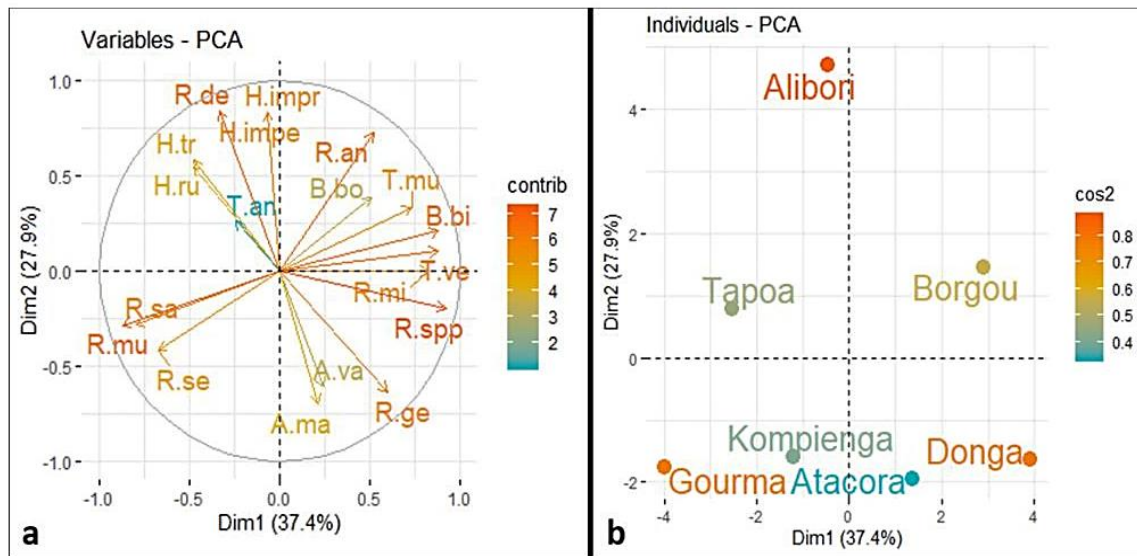 Variables - PCA
1.0
R.de H.impr
H.impe
H.tr
R.an
0.5
H.ru
B.bo T.mu
T.an
B.bi
0.0
T.ve
R.mi
R.sa
R.spp
R.mu
-0.5
R.se
A.va
R.ge
A.ma
-1.0
-1.0 -0.5 0.0 0.5 1.0
Dim1 (37.4%)
Dim2 (27.9%)
contrib
7
6
5
4
3
2
a
Individuals - PCA
Alibori
4
2
Tapoa Borgou
0
Kompienga Donga
Gourma Atacora
-2
-4 -2 0 2 4
Dim1 (37.4%)
Dim2 (27.9%)
cos2
0.8
0.7
0.6
0.5
0.4
b